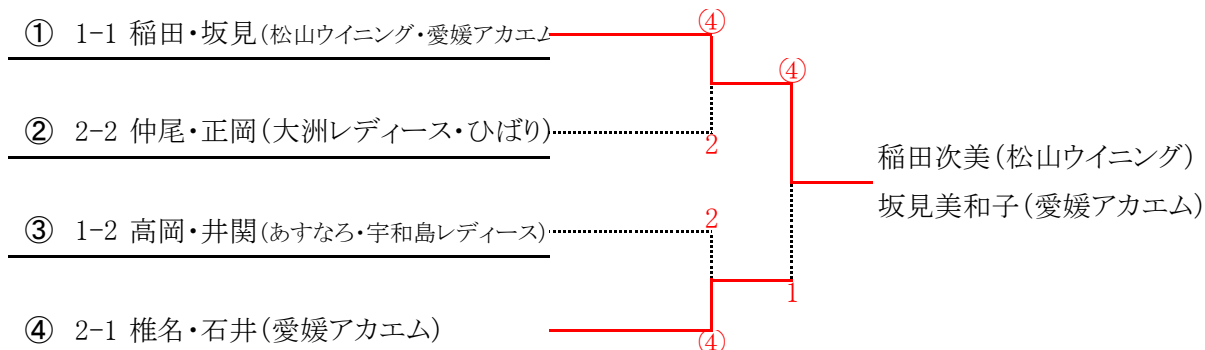 ① 1-1 稲田・坂見(松山ウイニング・愛媛アカエム
④
④
② 2-2 仲尾・正岡(大洲レディース・ひばり)
2
稲田次美(松山ウイニング)
坂見美和子(愛媛アカエム)
③ 1-2 高岡・井関(あすなろ・宇和島レディース)
2
1
④ 2-1 椎名・石井(愛媛アカエム)
④